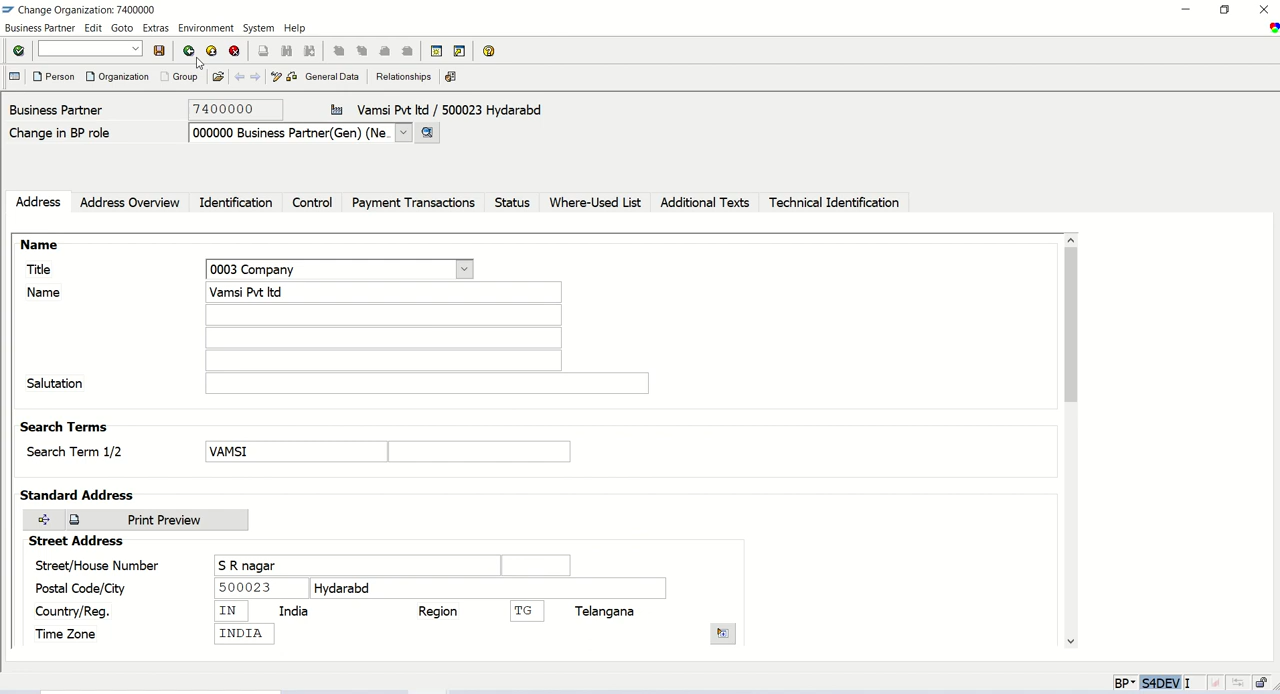 Change Organization: 7400000
Business Partner Edit Goto Extras Environment System Help
Person Organization Group General Data Relationships
Business Partner 7400000 Vamsi Pvt ltd / 500023 Hydarabd
Change in BP role 000000 Business Partner(Gen) (Ne..
Address Address Overview Identification Control Payment Transactions Status Where-Used List Additional Texts Technical Identification
Name
Title 0003 Company
Name Vamsi Pvt ltd
Salutation
Search Terms
Search Term 1/2 VAMSI
Standard Address
Print Preview
Street Address
Street/House Number S R nagar
Postal Code/City 500023 Hydarabd
Country/Reg. IN India Region TG Telangana
Time Zone INDIA
BP S4DEV I